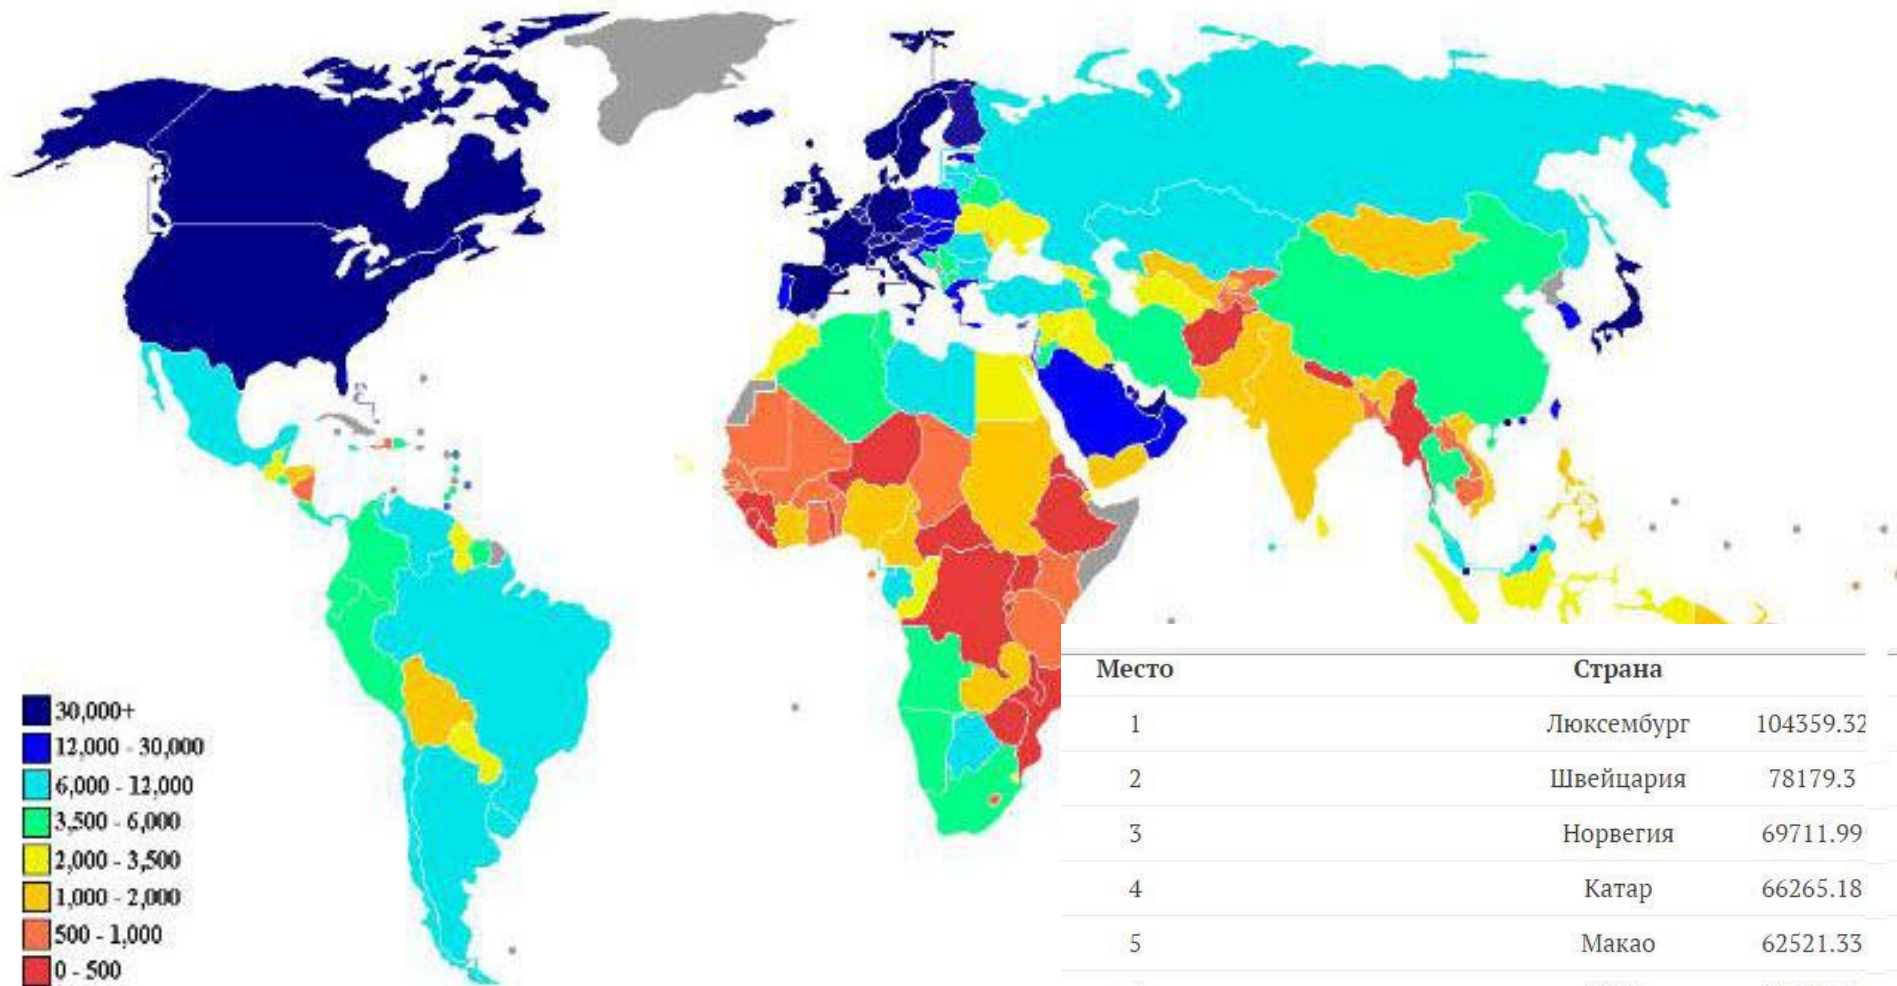 30,000+
12,000 - 30,000
6,000 - 12,000
3,500 - 6,000
2,000 - 3,500
1,000 - 2,000
500 - 1,000
0 - 500
Место Страна
1 Люксембург 104359.32
2 Швейцария 78179.3
3 Норвегия 69711.99
4 Катар 66265.18
5 Макао 62521.33